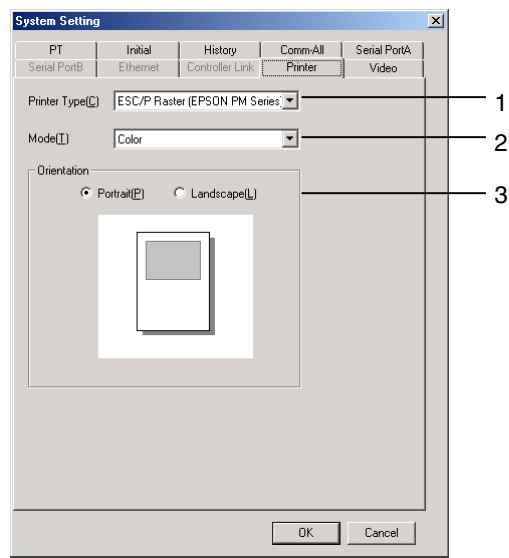 System Setting
PT Initial History Comm-All Serial PortA
Serial PortB Ethernet Controller Link Printer Video
Printer Type(C) ESC/P Raster (EPSON PM Series) 1
Mode(T) Color 2
Orientation
Portrait(P) Landscape(L) 3
OK Cancel